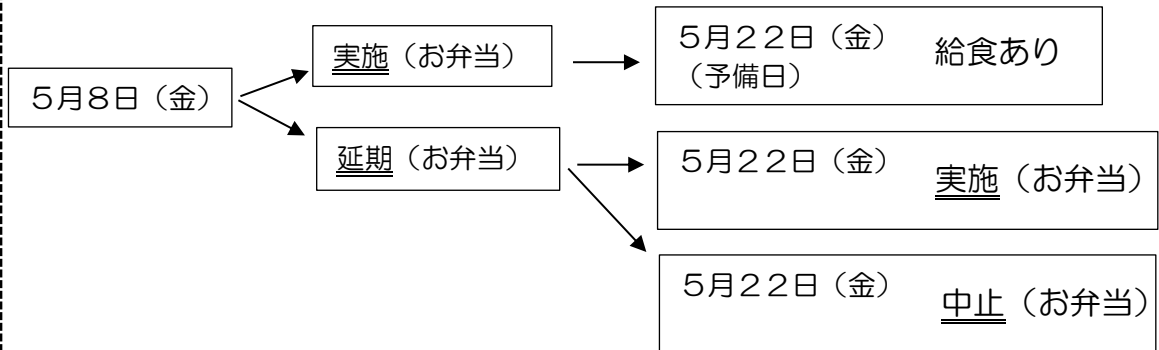 ５月８日（金）
実施（お弁当）
５月２２日（金）　給食あり
（予備日）
延期（お弁当）
５月２２日（金）　実施（お弁当）
５月２２日（金）　中止（お弁当）